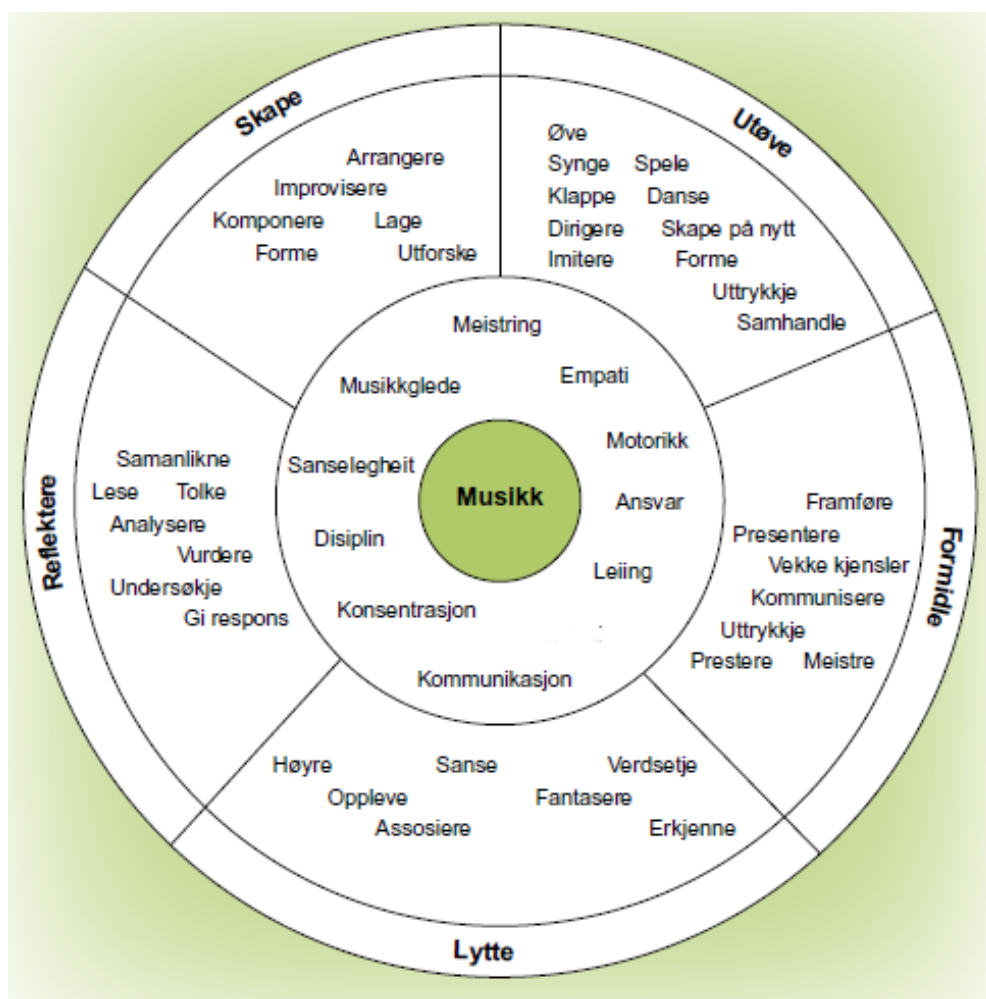 Skape
Arrangere
Improvisere
Komponere Lage
Forme Utforske
Utøve
Øve
Synge Spele
Klappe Danse
Dirigere Skape på nytt
Imitere Forme
Uttrykkje
Samhandle
Formidle
Framføre
Presentere
Vekke kjensler
Kommunisere
Uttrykkje
Prestere Meistre
Lytte
Høyre Sanse Verdsetje
Oppleve Fantasere
Assosiere Erkjenne
Reflektere
Samanlikne
Lese Tolke
Analysere
Vurdere
Undersøkje
Gi respons
Meistring
Musikkglede Empati
Sanselegheit Motorikk
Musikk
Ansvar
Disiplin
Leiing
Konsentrasjon
Kommunikasjon